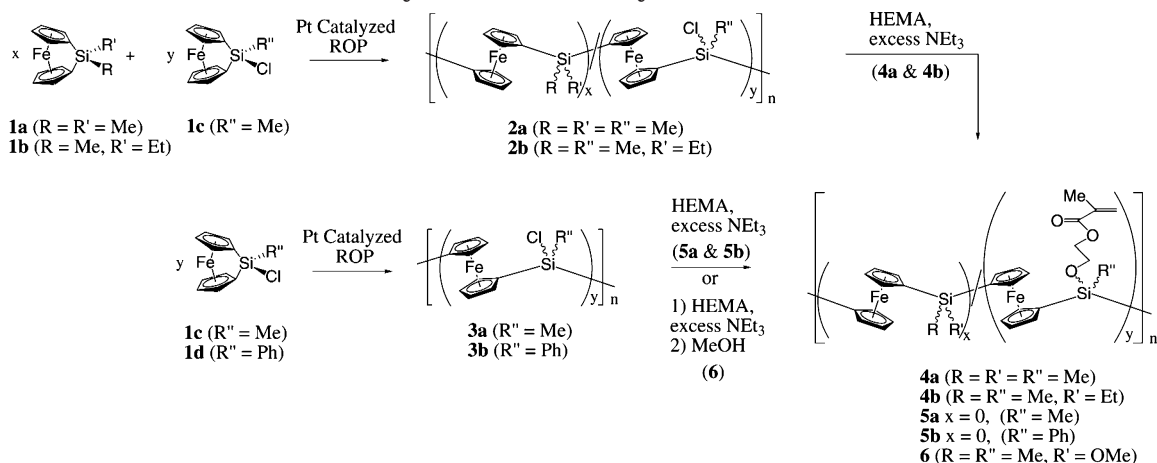 x Fe Si R' R + y Fe Si R'' Cl
Pt Catalyzed
ROP
Fe Si R R' x Fe Cl R'' Si y n
HEMA,
excess NEt3
(4a & 4b)
1a (R = R' = Me)
1b (R = Me, R' = Et)
1c (R'' = Me)
2a (R = R' = R'' = Me)
2b (R = R'' = Me, R' = Et)
y Fe Si R'' Cl
Pt Catalyzed
ROP
Fe Cl R'' Si y n
HEMA,
excess NEt3
(5a & 5b)
or
1) HEMA,
excess NEt3
2) MeOH
(6)
1c (R'' = Me)
1d (R'' = Ph)
3a (R'' = Me)
3b (R'' = Ph)
Me
O
O
O R''
Fe Si R R' x Fe Si y n
4a (R = R' = R'' = Me)
4b (R = R'' = Me, R' = Et)
5a x = 0, (R'' = Me)
5b x = 0, (R'' = Ph)
6 (R = R'' = Me, R' = OMe)